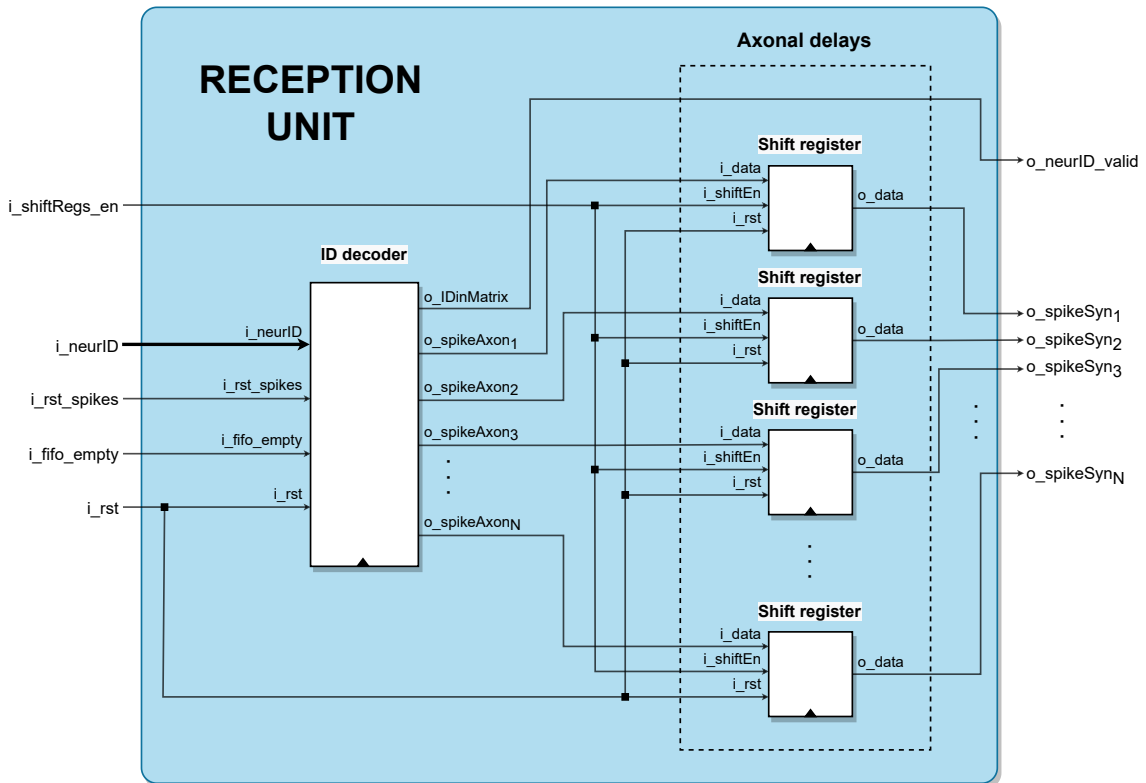 Axonal delays
RECEPTION
UNIT
Shift register
o_neurID_valid
i_data
i_shiftRegs_en
i_shiftEn
o_data
i_rst
ID decoder
Shift register
o_IDinMatrix
i_data
o_spikeSyn1
i_neurID
i_neurID
i_shiftEn
o_data
o_spikeSyn2
o_spikeAxon1
i_rst
o_spikeSyn3
i_rst_spikes
i_rst_spikes
o_spikeAxon2
Shift register
i_fifo_empty
i_fifo_empty
o_spikeAxon3
i_data
i_shiftEn
o_data
o_spikeSynN
i_rst
i_rst
i_rst
o_spikeAxonN
Shift register
i_data
i_shiftEn
o_data
i_rst